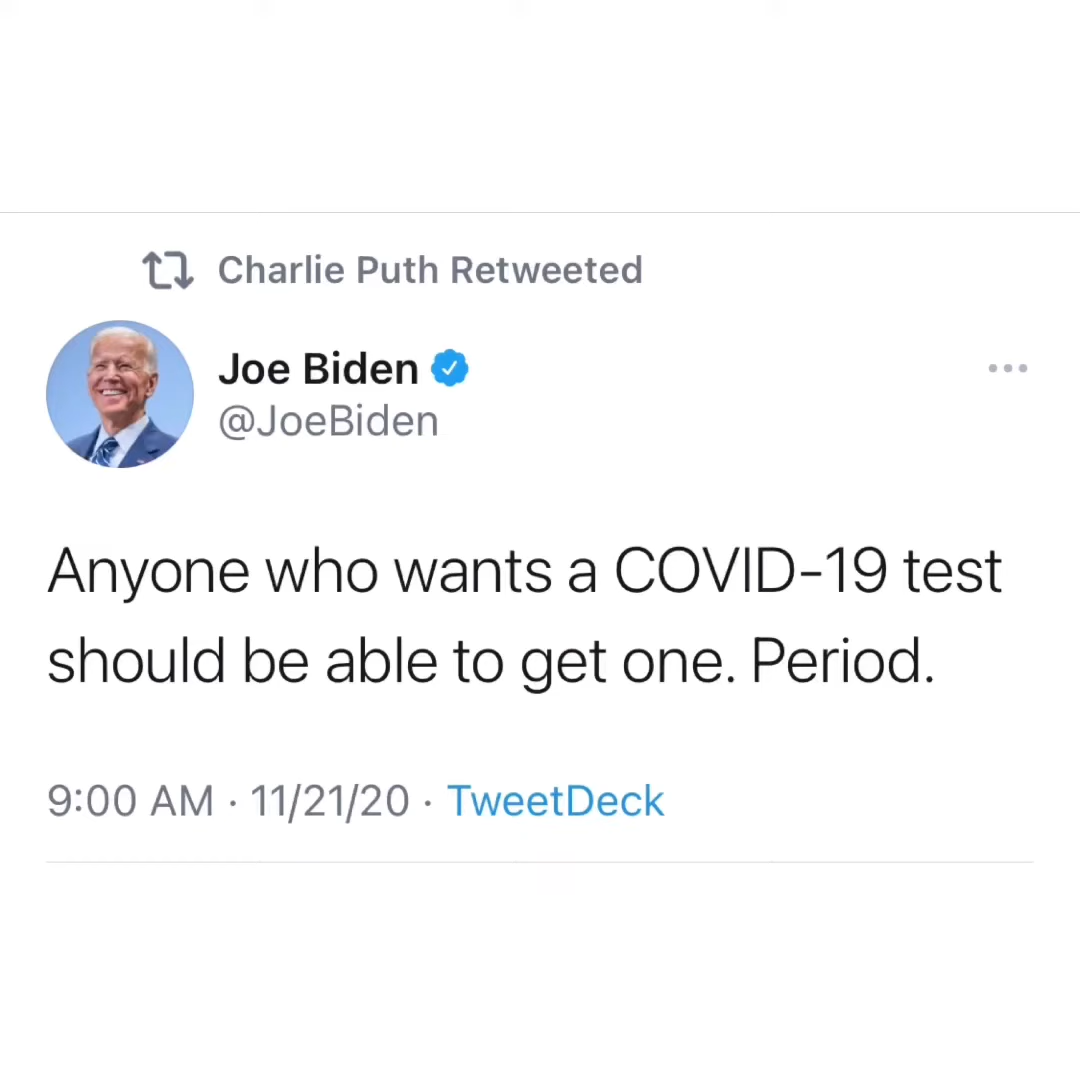 Charlie Puth Retweeted
Joe Biden
@JoeBiden
Anyone who wants a COVID-19 test
should be able to get one. Period.
9:00 AM · 11/21/20 · TweetDeck